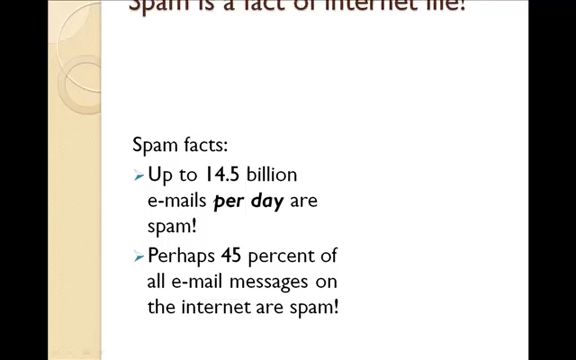 Spam is a fact of internet life!
Spam facts:
Up to 14.5 billion
e-mails per day are
spam!
Perhaps 45 percent of
all e-mail messages on
the internet are spam!